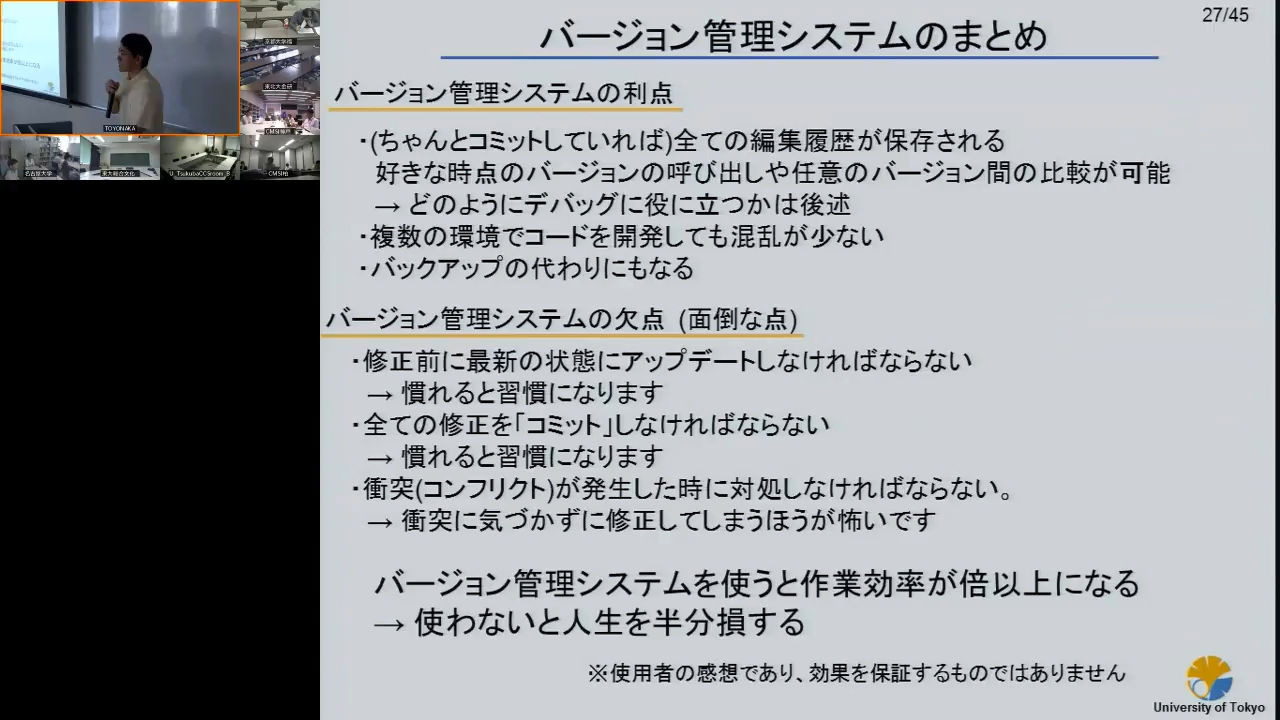 27/45
バージョン管理システムのまとめ
バージョン管理システムの利点
・(ちゃんとコミットしていれば)全ての編集履歴が保存される
好きな時点のバージョンの呼び出しや任意のバージョン間の比較が可能
→ どのようにデバッグに役に立つかは後述
・複数の環境でコードを開発しても混乱が少ない
・バックアップの代わりにもなる
バージョン管理システムの欠点 (面倒な点)
・修正前に最新の状態にアップデートしなければならない
→ 慣れると習慣になります
・全ての修正を「コミット」しなければならない
→ 慣れると習慣になります
・衝突(コンフリクト)が発生した時に対処しなければならない。
→ 衝突に気づかずに修正してしまうほうが怖いです
バージョン管理システムを使うと作業効率が倍以上になる
→ 使わないと人生を半分損する
※使用者の感想であり、効果を保証するものではありません
University of Tokyo
TOYONAKA
名古屋大学
U_TsukubaCCSroom_B